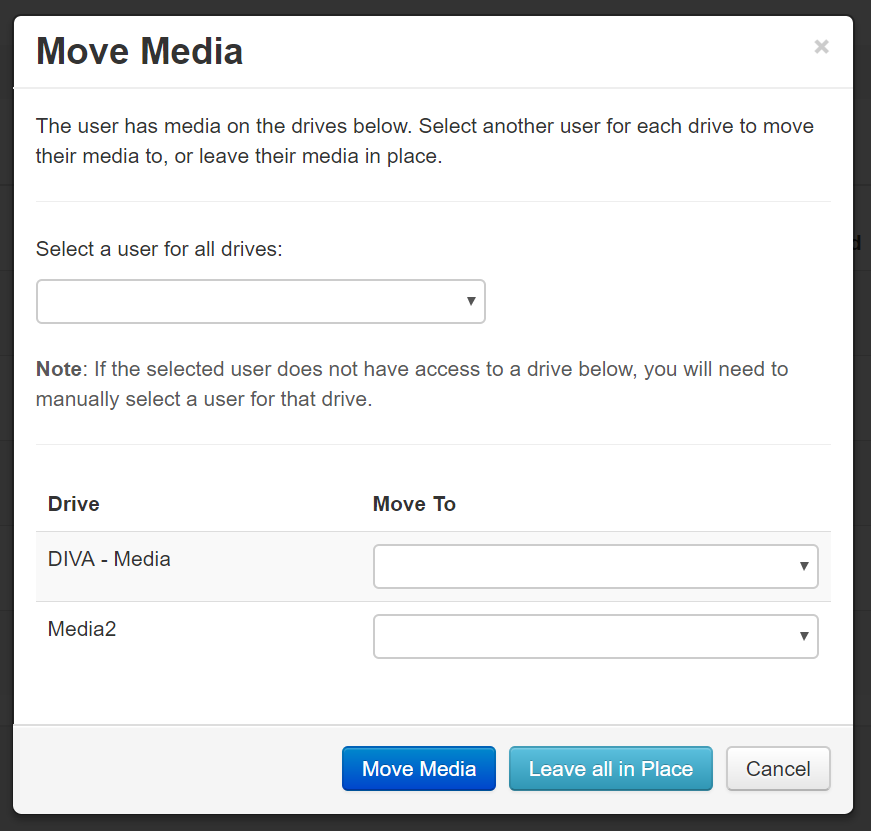 Move Media
×
The user has media on the drives below. Select another user for each drive to move
their media to, or leave their media in place.
Select a user for all drives:
Note: If the selected user does not have access to a drive below, you will need to
manually select a user for that drive.
Drive Move To
DIVA - Media
Media2
Move Media Leave all in Place Cancel